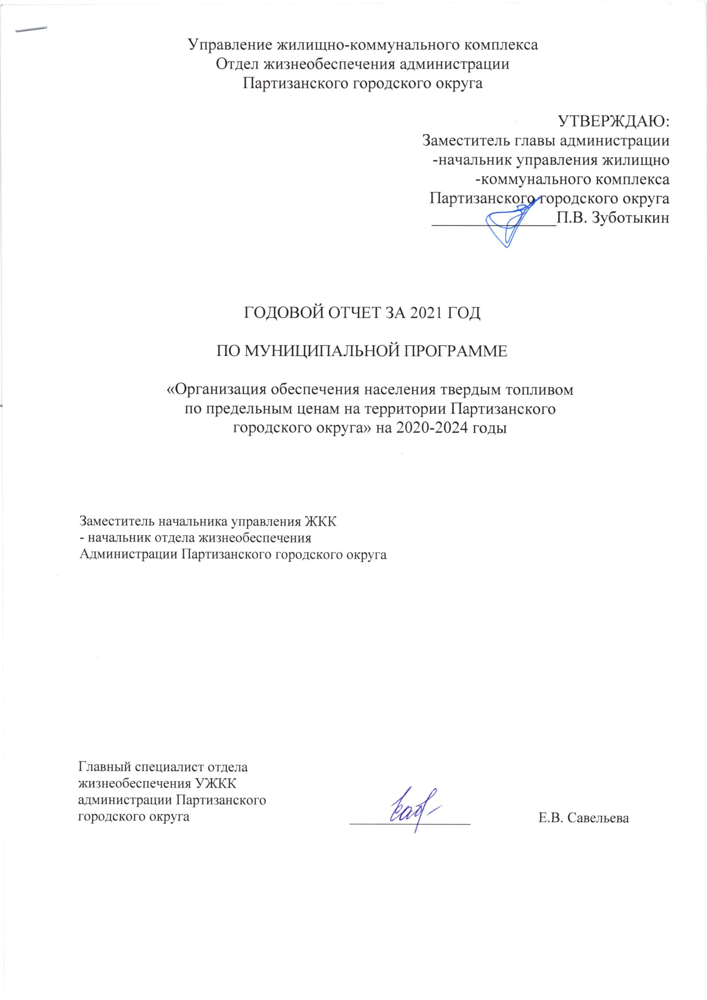 Управление жилищно-коммунального комплекса
Отдел жизнеобеспечения администрации
Партизанского городского округа
УТВЕРЖДАЮ:
Заместитель главы администрации
-начальник управления жилищно
-коммунального комплекса
Партизанского городского округа
_______________П.В. Зуботыкин
ГОДОВОЙ ОТЧЕТ ЗА 2021 ГОД
ПО МУНИЦИПАЛЬНОЙ ПРОГРАММЕ
«Организация обеспечения населения твердым топливом
по предельным ценам на территории Партизанского
городского округа» на 2020-2024 годы
Заместитель начальника управления ЖКК
- начальник отдела жизнеобеспечения
Администрации Партизанского городского округа
Главный специалист отдела
жизнеобеспечения УЖКК
администрации Партизанского
городского округа _________________ Е.В. Савельева